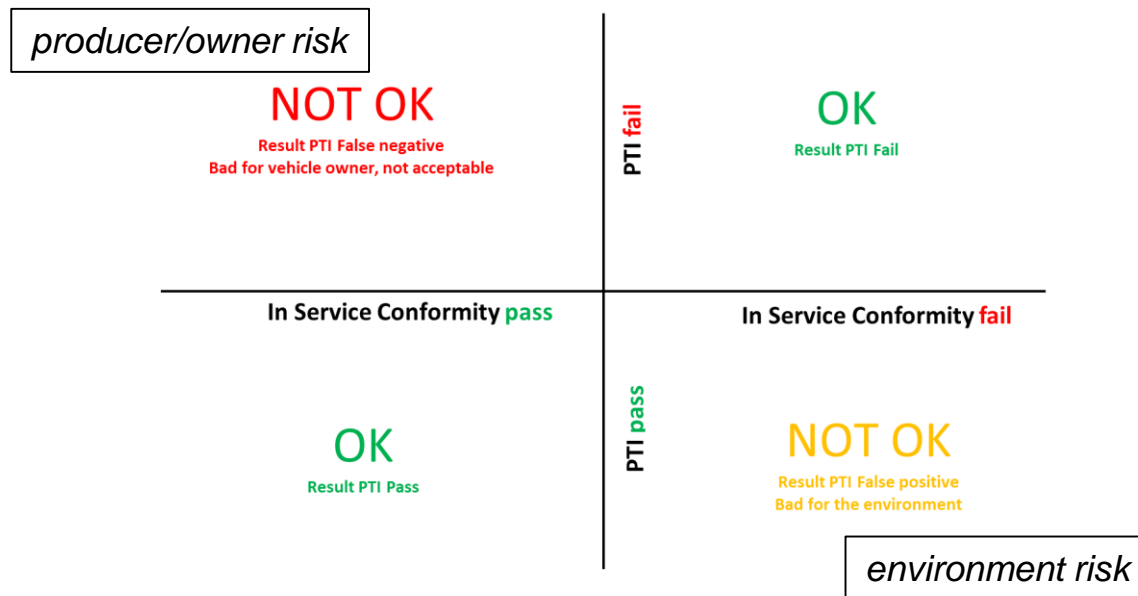 producer/owner risk
NOT OK
Result PTI False negative
Bad for vehicle owner, not acceptable
PTI fail
OK
Result PTI Fail
In Service Conformity pass
In Service Conformity fail
OK
Result PTI Pass
PTI pass
NOT OK
Result PTI False positive
Bad for the environment
environment risk